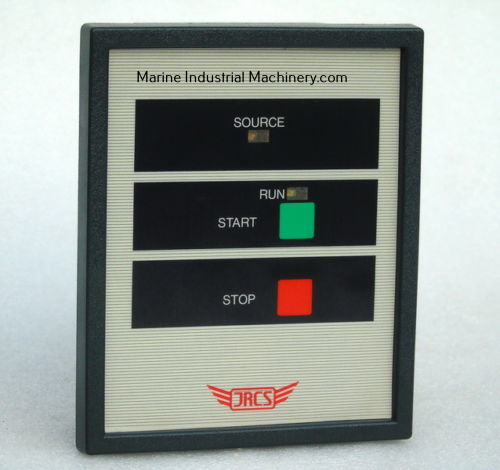 Marine Industrial Machinery.com
SOURCE
RUN
START
STOP
JRCS